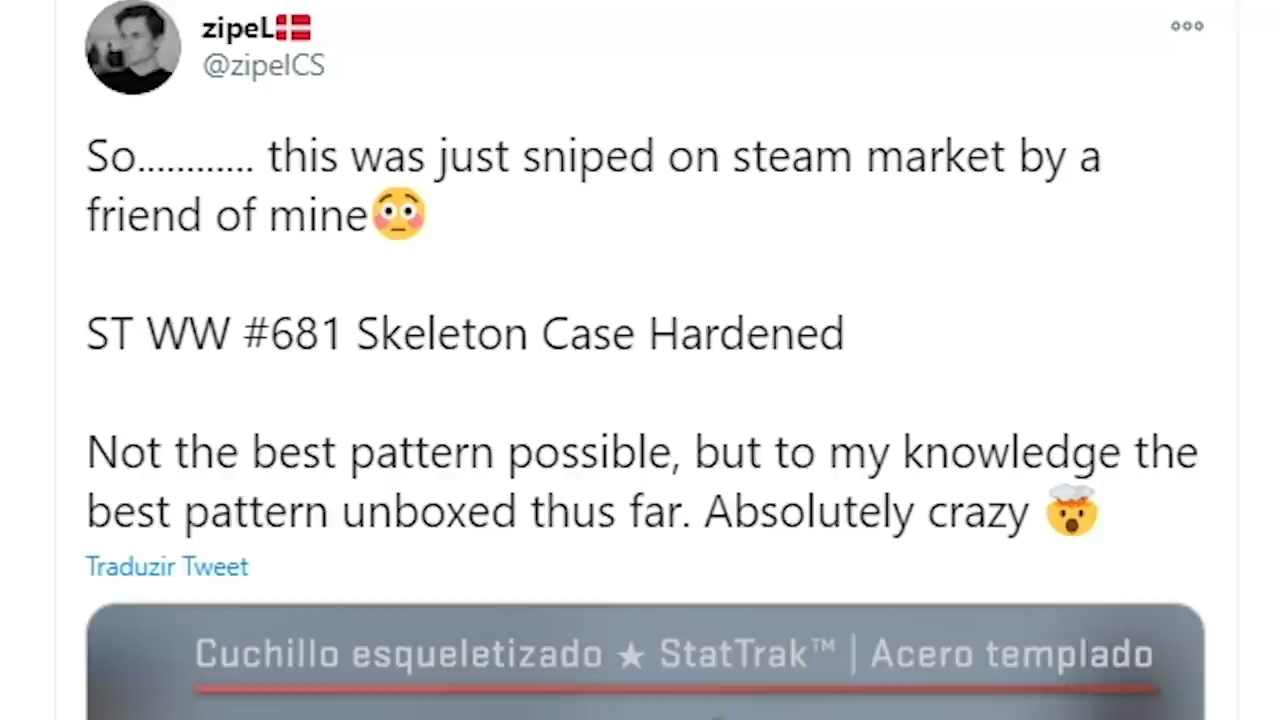 zipeL🇩🇰
@zipelCS
So............ this was just sniped on steam market by a
friend of mine😳
ST WW #681 Skeleton Case Hardened
Not the best pattern possible, but to my knowledge the
best pattern unboxed thus far. Absolutely crazy 🤯
Traduzir Tweet
Cuchillo esqueletizado ★ StatTrak™ | Acero templado